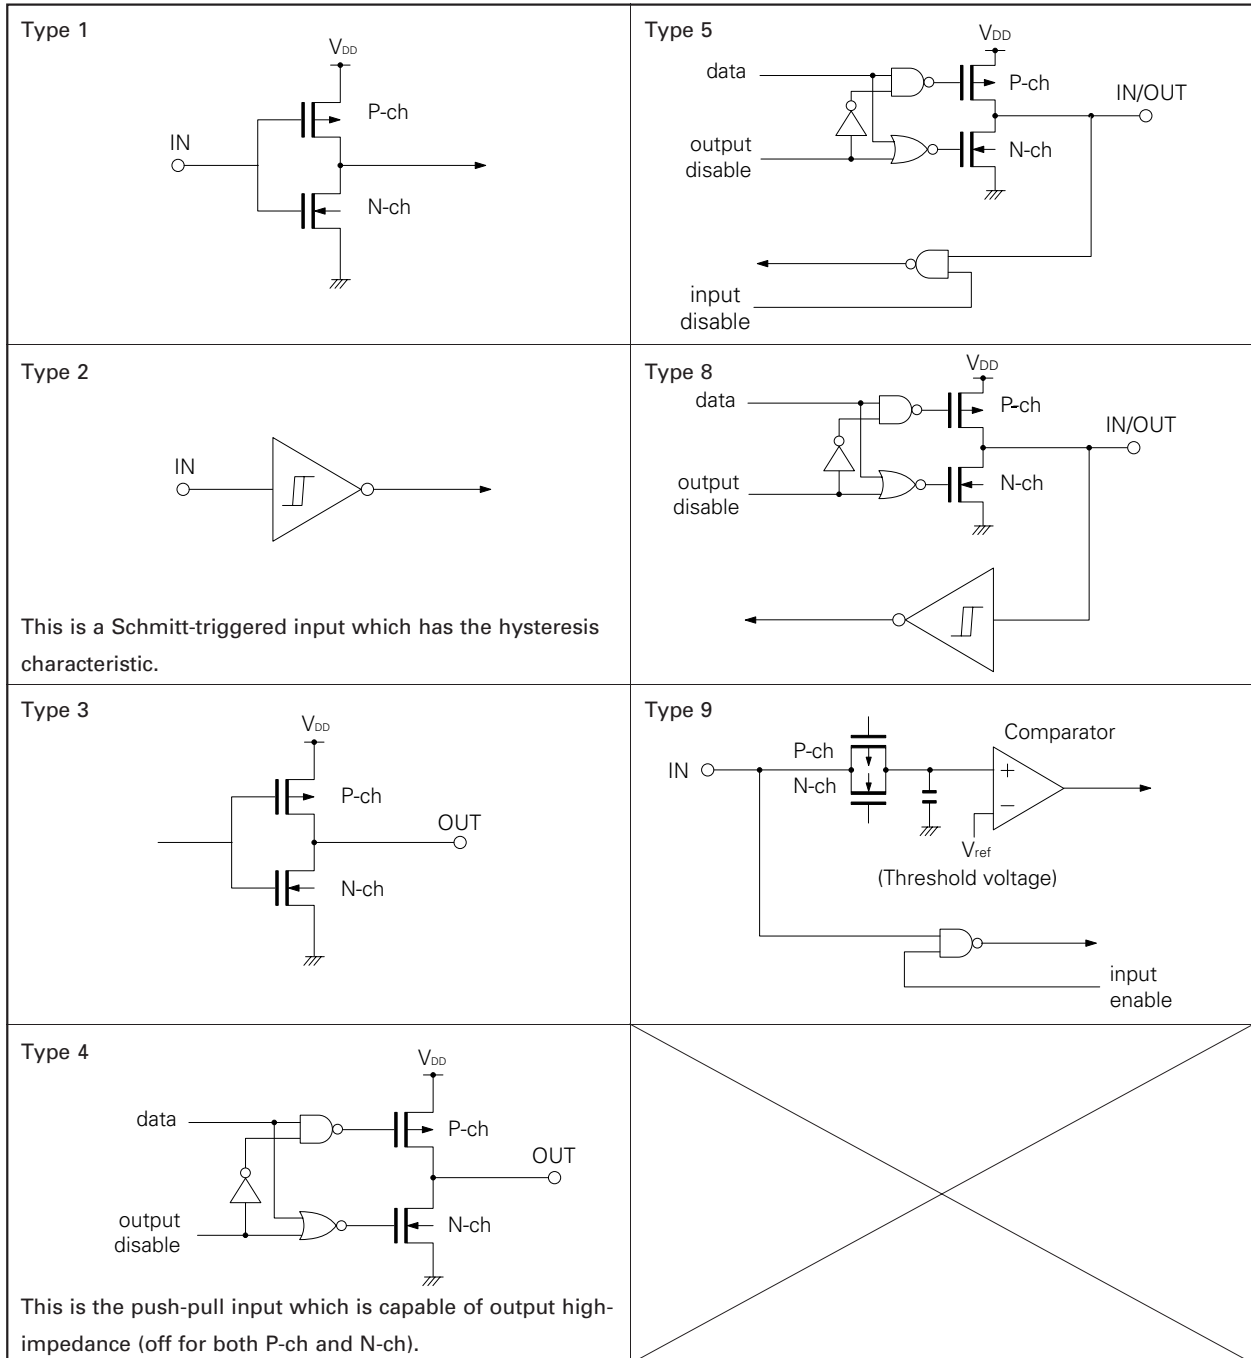 Type 1
VDD
P-ch
IN
N-ch
Type 5
VDD
data
P-ch
IN/OUT
output
disable
N-ch
input
disable
Type 2
IN
This is a Schmitt-triggered input which has the hysteresis
characteristic.
Type 8
VDD
data
P-ch
IN/OUT
output
disable
N-ch
Type 3
VDD
P-ch
OUT
N-ch
Type 9
Comparator
P-ch
IN
N-ch
+
−
Vref
(Threshold voltage)
input
enable
Type 4
VDD
data
P-ch
OUT
output
disable
N-ch
This is the push-pull input which is capable of output high-
impedance (off for both P-ch and N-ch).